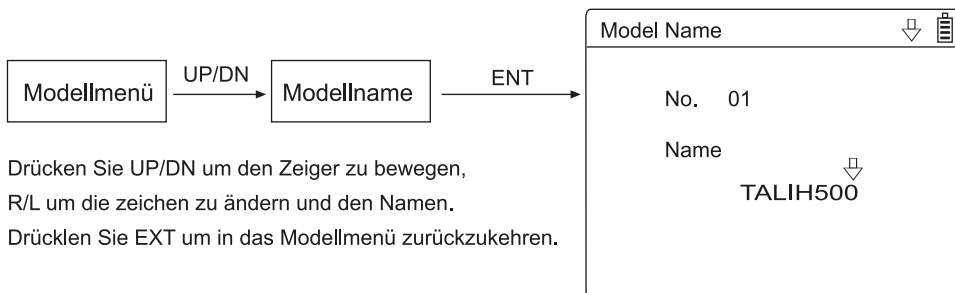 Model Name
Modellmenü
UP/DN
Modellname
ENT
No. 01
Name
TALIH500
Drücken Sie UP/DN um den Zeiger zu bewegen,
R/L um die zeichen zu ändern und den Namen.
Drücklen Sie EXT um in das Modellmenü zurückzukehren.